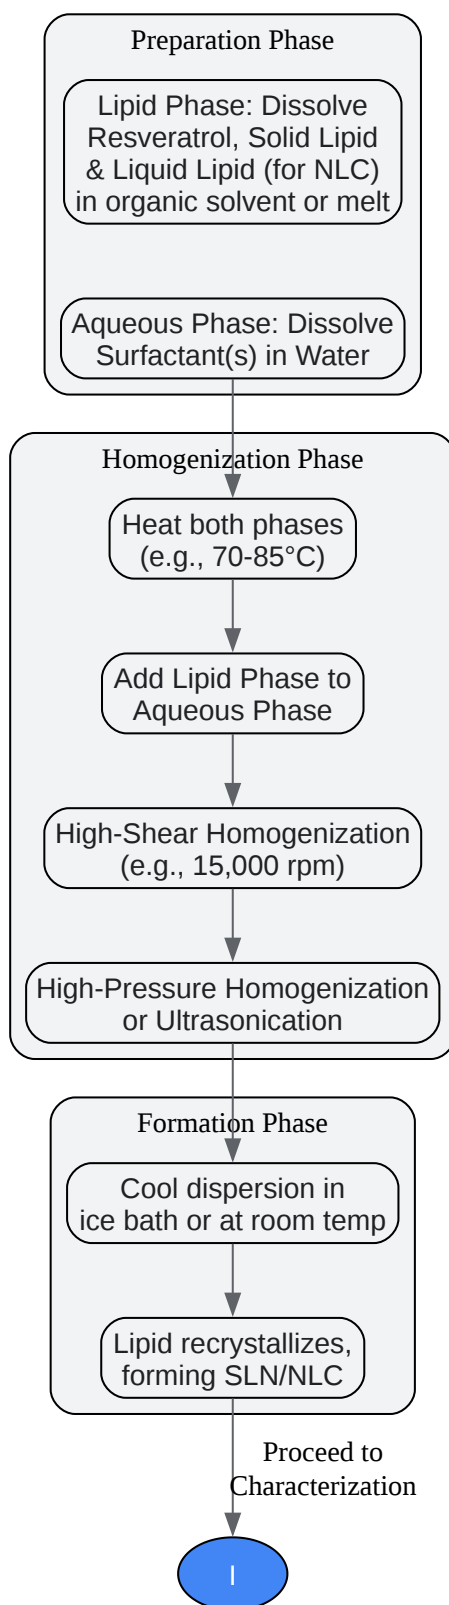 Preparation Phase
Lipid Phase: Dissolve
Resveratrol, Solid Lipid
& Liquid Lipid (for NLC)
in organic solvent or melt
Aqueous Phase: Dissolve
Surfactant(s) in Water
Homogenization Phase
Heat both phases
(e.g., 70-85°C)
Add Lipid Phase to
Aqueous Phase
High-Shear Homogenization
(e.g., 15,000 rpm)
High-Pressure Homogenization
or Ultrasonication
Formation Phase
Cool dispersion in
ice bath or at room temp
Lipid recrystallizes,
forming SLN/NLC
Proceed to
Characterization
I